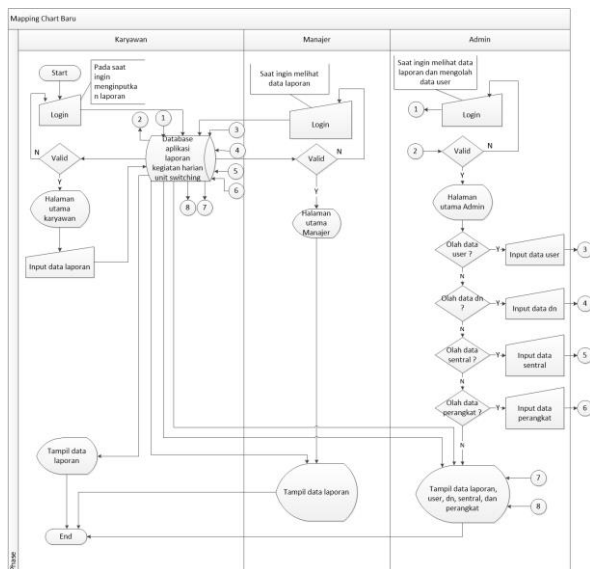 Mapping Chart Baru
Karyawan
Manajer
Admin
Phase
Start
Pada saat
ingin
menginputka
n laporan
Login
N
Valid
Y
Halaman
utama
karyawan
Input data laporan
2
1
Database
aplikasi
laporan
kegiatan harian
unit switching
3
4
5
6
8
7
Tampil data
laporan
End
Saat ingin melihat
data laporan
Login
N
Valid
Y
Halaman
utama
Manajer
Tampil data laporan
Saat ingin melihat data
laporan dan mengolah
data user
1
Login
2
Valid
N
Y
Halaman
utama Admin
Olah data
user ?
Y
Input data user
3
N
Olah data dn
?
Y
Input data dn
4
N
Olah data
sentral ?
Y
Input data
sentral
5
N
Olah data
perangkat ?
Y
Input data
perangkat
6
N
Tampil data laporan,
user, dn, sentral, dan
perangkat
7
8